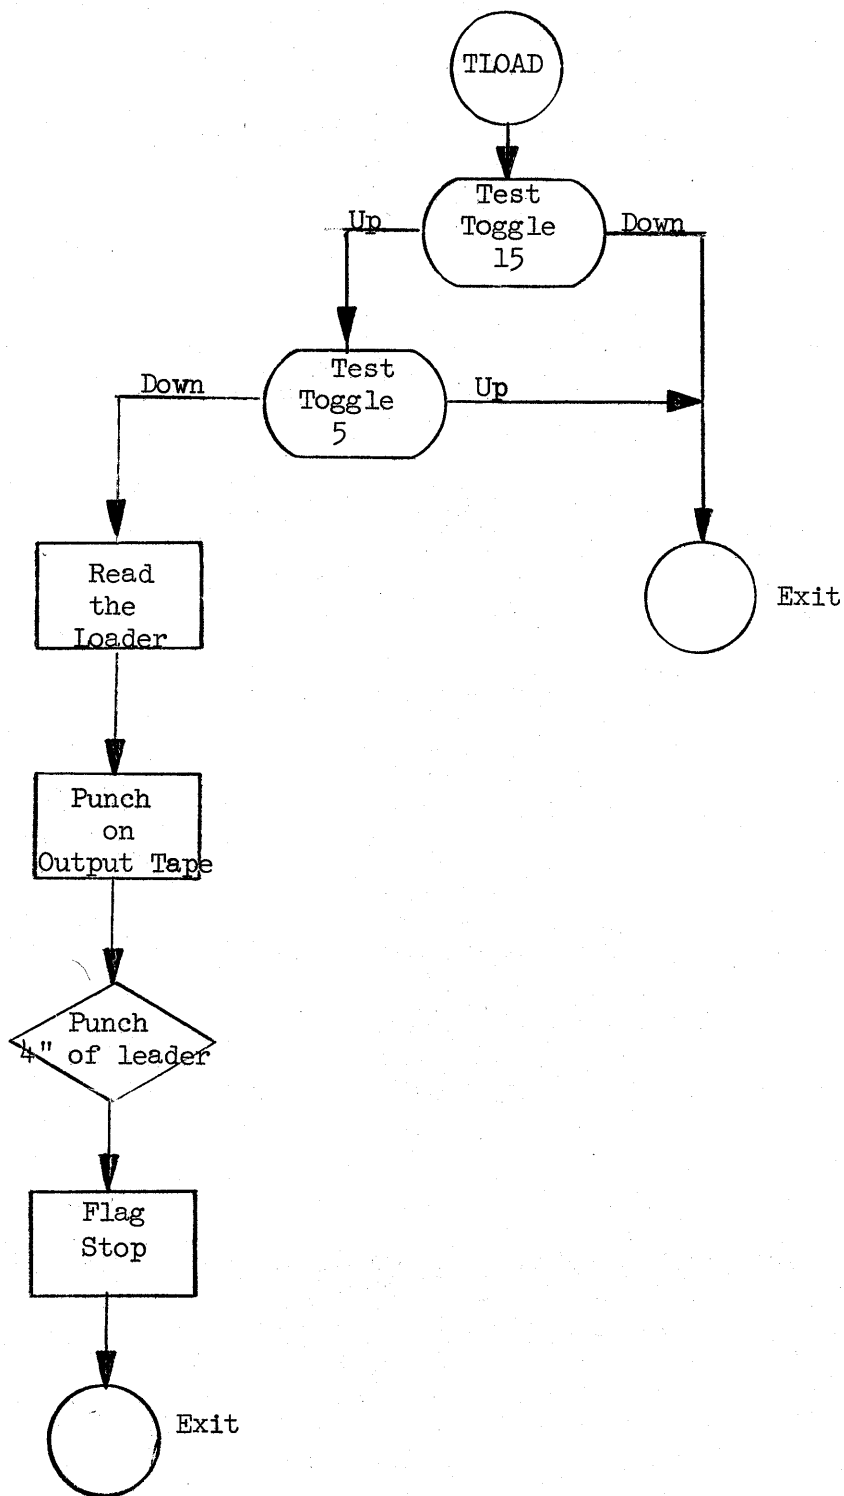 TLOAD
Test
Toggle
15
Up
Down
Test
Toggle
5
Down
Up
Read
the
Loader
Exit
Punch
on
Output Tape
Punch
4" of leader
Flag
Stop
Exit